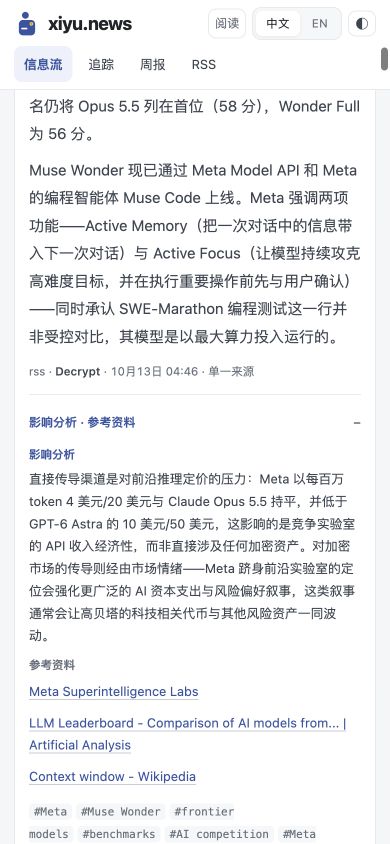 xiyu.news
阅读
中文
EN
信息流
追踪
周报
RSS
名仍将 Opus 5.5 列在首位（58 分），Wonder Full
为 56 分。
Muse Wonder 现已通过 Meta Model API 和 Meta
的编程智能体 Muse Code 上线。Meta 强调两项
功能——Active Memory（把一次对话中的信息带
入下一次对话）与 Active Focus（让模型持续攻克
高难度目标，并在执行重要操作前先与用户确认）
——同时承认 SWE-Marathon 编程测试这一行并
非受控对比，其模型是以最大算力投入运行的。
rss · Decrypt · 10月13日 04:46 · 单一来源
影响分析 · 参考资料
–
影响分析
直接传导渠道是对前沿推理定价的压力：Meta 以每百万
token 4 美元/20 美元与 Claude Opus 5.5 持平，并低于
GPT-6 Astra 的 10 美元/50 美元，这影响的是竞争实验室
的 API 收入经济性，而非直接涉及任何加密资产。对加密
市场的传导则经由市场情绪——Meta 跻身前沿实验室的定
位会强化更广泛的 AI 资本支出与风险偏好叙事，这类叙事
通常会让高贝塔的科技相关代币与其他风险资产一同波
动。
参考资料
Meta Superintelligence Labs
LLM Leaderboard - Comparison of AI models from... |
Artificial Analysis
Context window - Wikipedia
#Meta #Muse Wonder #frontier
models #benchmarks #AI competition #Meta